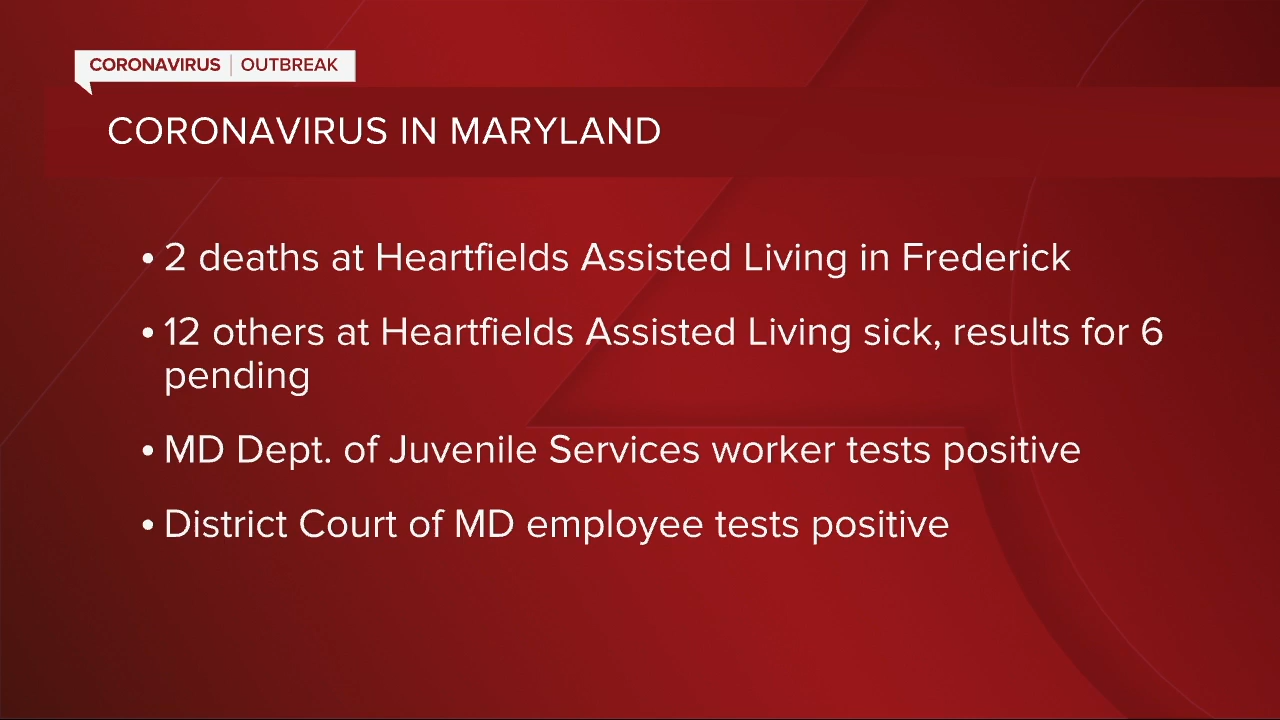 CORONAVIRUS | OUTBREAK
CORONAVIRUS IN MARYLAND
• 2 deaths at Heartfields Assisted Living in Frederick
• 12 others at Heartfields Assisted Living sick, results for 6
pending
• MD Dept. of Juvenile Services worker tests positive
• District Court of MD employee tests positive